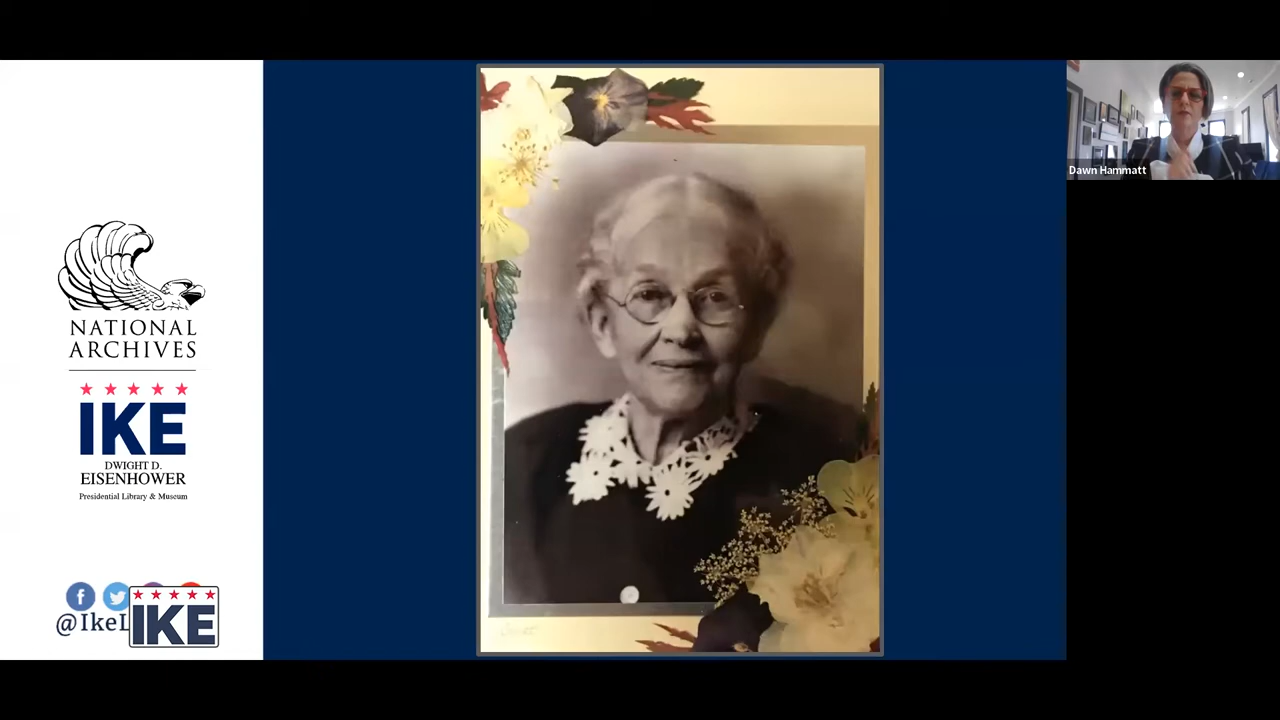 NATIONAL
ARCHIVES
IKE
DWIGHT D.
EISENHOWER
Presidential Library & Museum
@IkeL
IKE
Dawn Hammatt